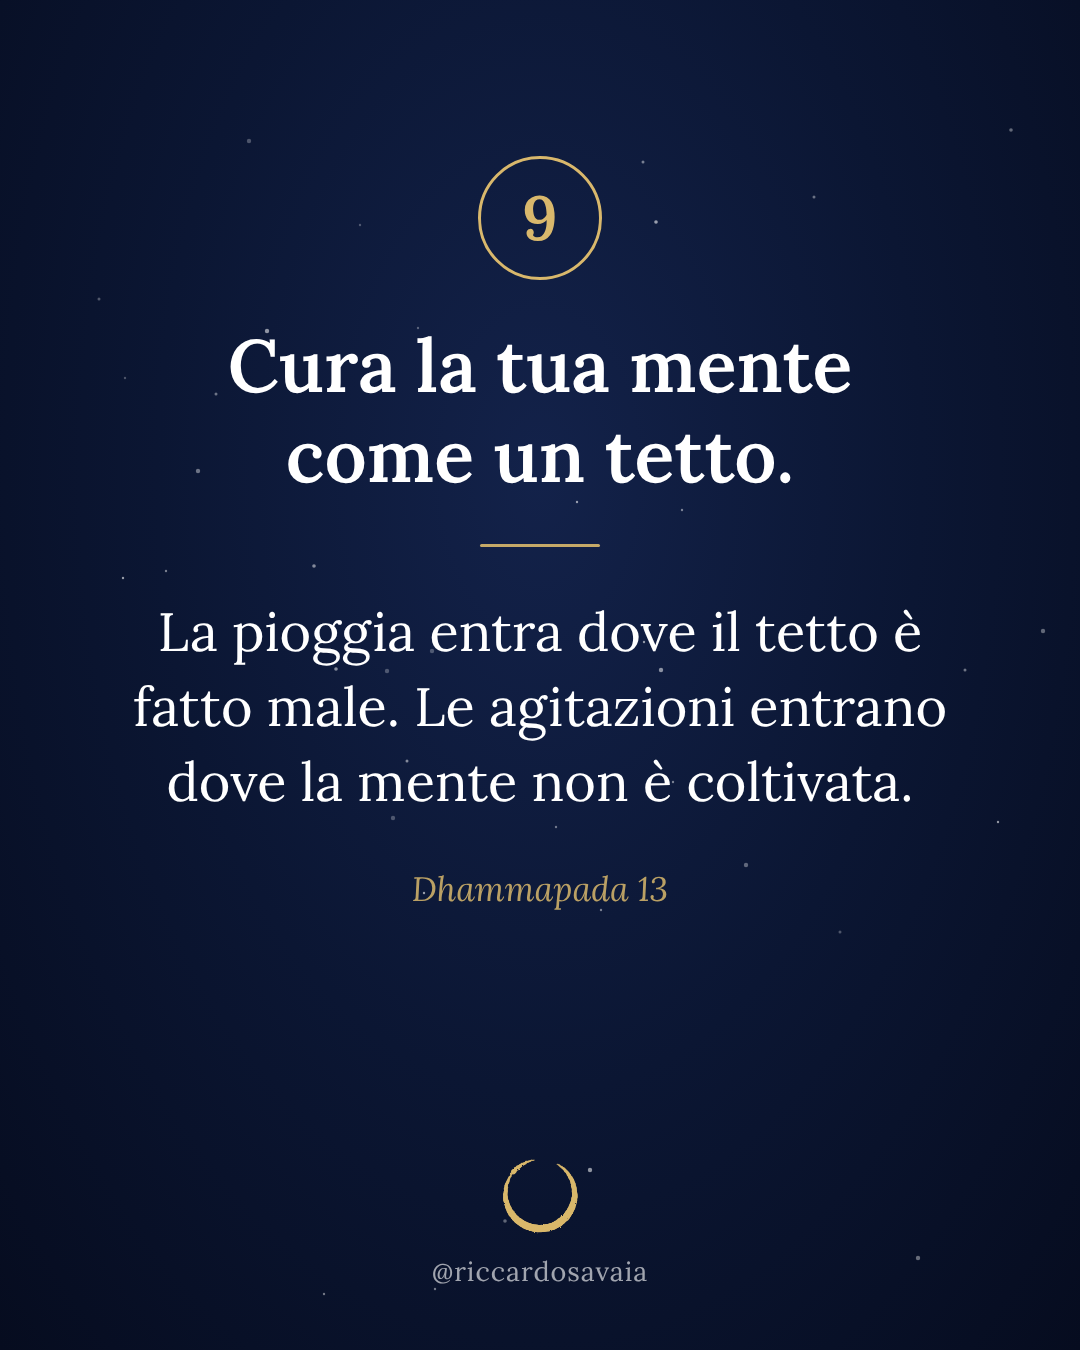 9
Cura la tua mente
come un tetto.
La pioggia entra dove il tetto è
fatto male. Le agitazioni entrano
dove la mente non è coltivata.
Dhammapada 13
@riccardosavaia